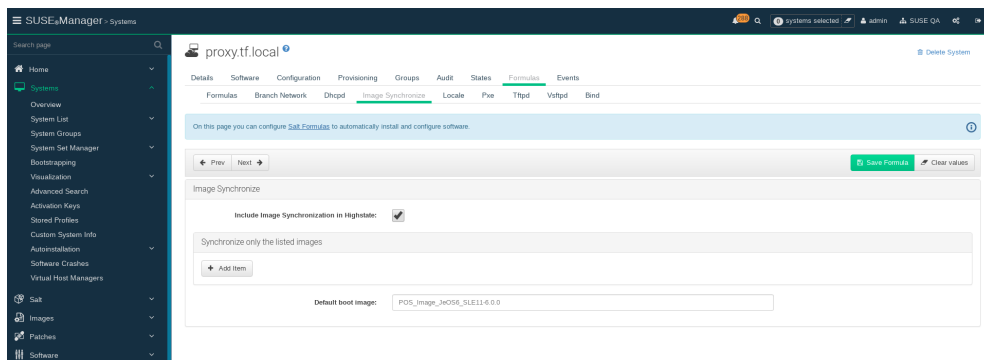 SUSE Manager > Systems
280
0 systems selected
admin
SUSE QA
Search page
Home
Systems
Overview
System List
System Groups
System Set Manager
Bootstrapping
Visualization
Advanced Search
Activation Keys
Stored Profiles
Custom System Info
Autoinstallation
Software Crashes
Virtual Host Managers
Salt
Images
Patches
Software
proxy.tf.local ?
Delete System
Details Software Configuration Provisioning Groups Audit States Formulas Events
Formulas Branch Network Dhcpd Image Synchronize Locale Pxe Tftpd Vsftpd Bind
On this page you can configure Salt Formulas to automatically install and configure software.
Prev Next
Save Formula Clear values
Image Synchronize
Include Image Synchronization in Highstate:
Synchronize only the listed images
+ Add Item
Default boot image: POS_Image_JeOS6_SLE11-6.0.0